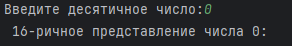 Введите десятичное число:0
16-ричное представление числа 0: